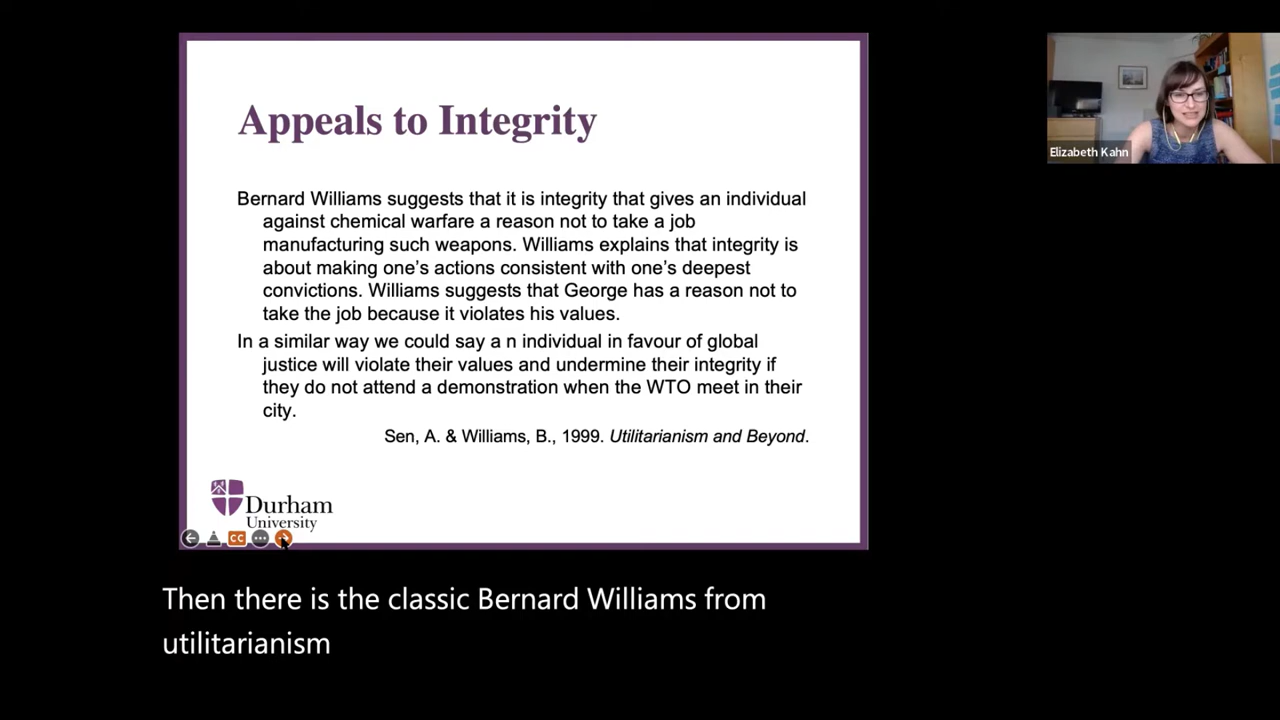 Appeals to Integrity
Bernard Williams suggests that it is integrity that gives an individual
against chemical warfare a reason not to take a job
manufacturing such weapons. Williams explains that integrity is
about making one's actions consistent with one's deepest
convictions. Williams suggests that George has a reason not to
take the job because it violates his values.
In a similar way we could say a n individual in favour of global
justice will violate their values and undermine their integrity if
they do not attend a demonstration when the WTO meet in their
city.
Sen, A. & Williams, B., 1999. Utilitarianism and Beyond.
Durham
University
CC
Elizabeth Kahn
Then there is the classic Bernard Williams from
utilitarianism